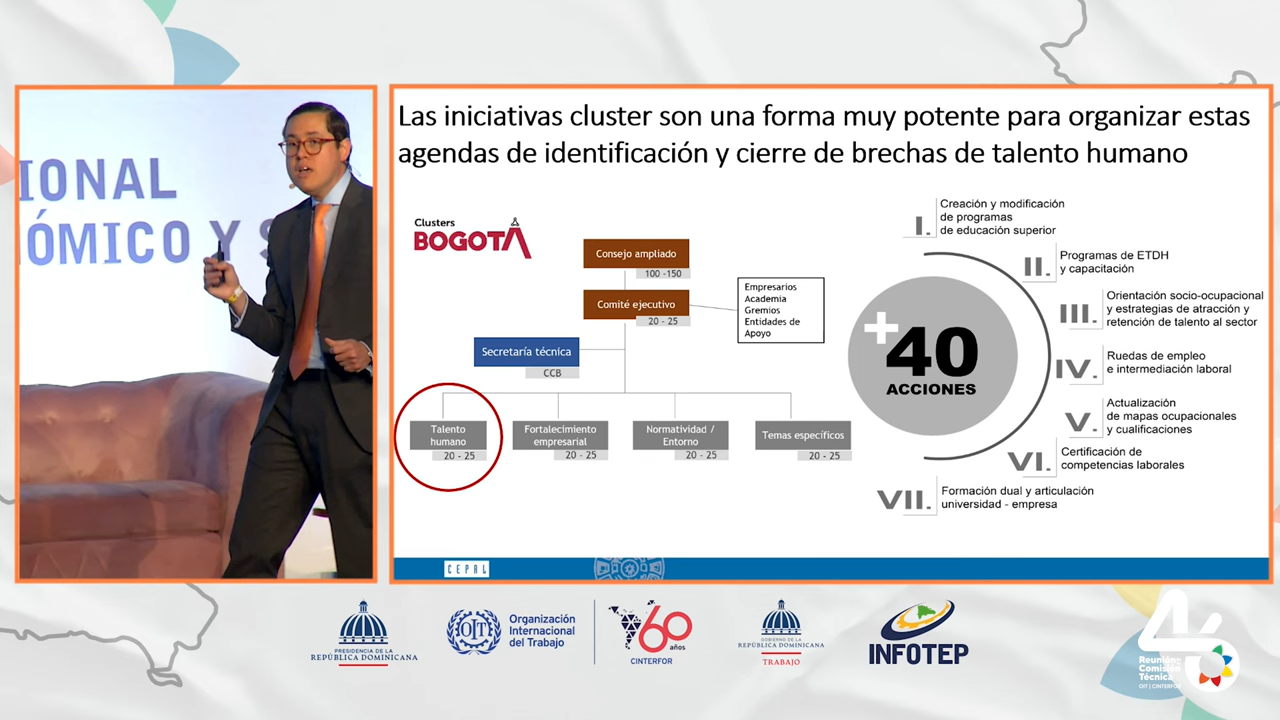 IONAL
ÓMICO Y S
Las iniciativas cluster son una forma muy potente para organizar estas
agendas de identificación y cierre de brechas de talento humano
Clusters
BOGOTÁ
Consejo ampliado
100 -150
Comité ejecutivo
20 - 25
Empresarios
Academia
Gremios
Entidades de
Apoyo
Secretaría técnica
CCB
Talento
humano
20 - 25
Fortalecimiento
empresarial
20 - 25
Normatividad /
Entorno
20 - 25
Temas específicos
20 - 25
+40
ACCIONES
I. Creación y modificación
de programas
de educación superior
II. Programas de ETDH
y capacitación
III. Orientación socio-ocupacional
y estrategias de atracción y
retención de talento al sector
IV. Ruedas de empleo
e intermediación laboral
V. Actualización
de mapas ocupacionales
y cualificaciones
VI. Certificación de
competencias laborales
VII. Formación dual y articulación
universidad - empresa
CEPAL
PRESIDENCIA DE LA
REPÚBLICA DOMINICANA
OIT
Organización
Internacional
del Trabajo
60
años
CINTERFOR
GOBIERNO DE LA
REPÚBLICA DOMINICANA
TRABAJO
INFOTEP
46
Reunión
Comisión
Técnica
OIT | CINTERFOR